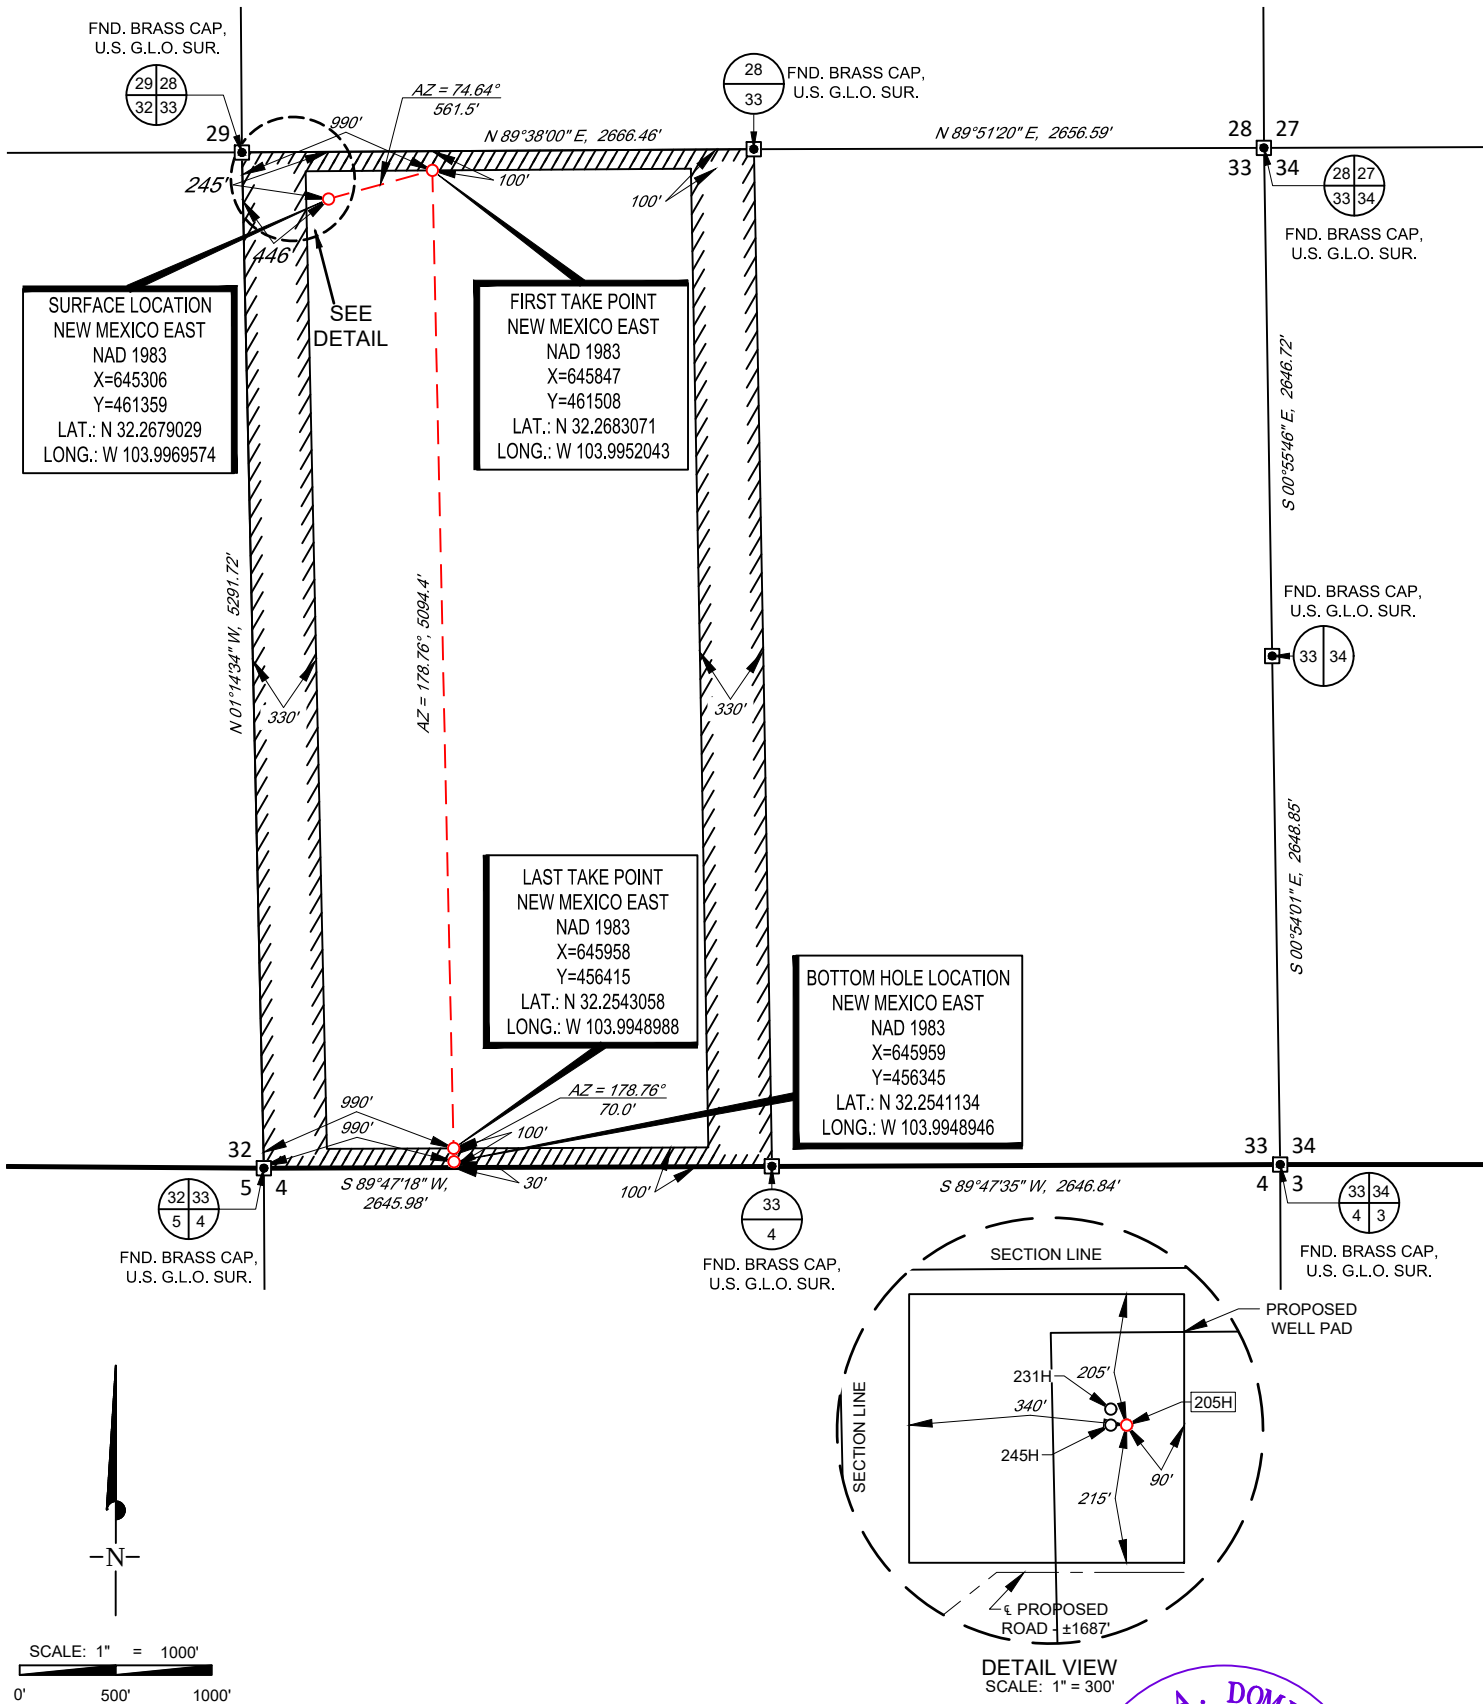 FND. BRASS CAP,
U.S. G.L.O. SUR.
29 28
32 33
29
AZ = 74.64°
561.5'
990'
N 89°38'00" E, 2666.46'
28
33
FND. BRASS CAP,
U.S. G.L.O. SUR.
N 89°51'20" E, 2656.59'
28 27
33 34
28 27
33 34
FND. BRASS CAP,
U.S. G.L.O. SUR.
245'
100'
100'
446'
SEE
DETAIL
SURFACE LOCATION
NEW MEXICO EAST
NAD 1983
X=645306
Y=461359
LAT.: N 32.2679029
LONG.: W 103.9969574
FIRST TAKE POINT
NEW MEXICO EAST
NAD 1983
X=645847
Y=461508
LAT.: N 32.2683071
LONG.: W 103.9952043
S 00°55'46" E, 2646.72'
N 01°14'34" W, 5291.72'
AZ = 178.76°, 5094.4'
330'
330'
FND. BRASS CAP,
U.S. G.L.O. SUR.
33 34
S 00°54'01" E, 2648.85'
LAST TAKE POINT
NEW MEXICO EAST
NAD 1983
X=645958
Y=456415
LAT.: N 32.2543058
LONG.: W 103.9948988
BOTTOM HOLE LOCATION
NEW MEXICO EAST
NAD 1983
X=645959
Y=456345
LAT.: N 32.2541134
LONG.: W 103.9948946
AZ = 178.76°
70.0'
990'
990'
100'
30'
100'
32
5 4
32 33
5 4
FND. BRASS CAP,
U.S. G.L.O. SUR.
S 89°47'18" W,
2645.98'
33
4
FND. BRASS CAP,
U.S. G.L.O. SUR.
S 89°47'35" W, 2646.84'
33 34
4 3
33 34
4 3
FND. BRASS CAP,
U.S. G.L.O. SUR.
SECTION LINE
PROPOSED
WELL PAD
SECTION LINE
231H
205'
340'
205H
245H
90'
215'
℄ PROPOSED
ROAD - ±1687'
DETAIL VIEW
SCALE: 1" = 300'
-N-
SCALE: 1" = 1000'
0' 500' 1000'